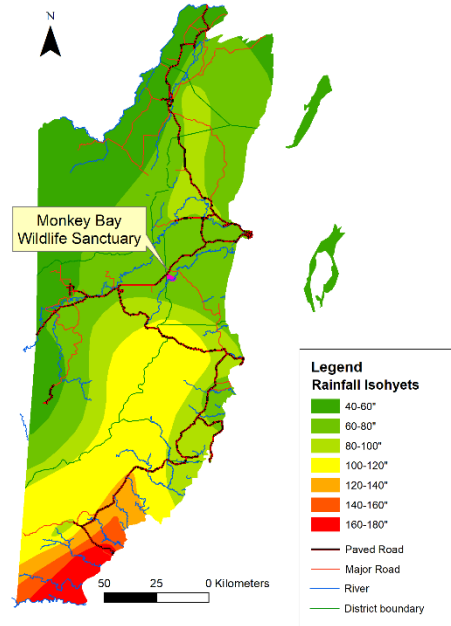 N
Monkey Bay
Wildlife Sanctuary
Legend
Rainfall Isohyets
40-60"
60-80"
80-100"
100-120"
120-140"
140-160"
160-180"
Paved Road
Major Road
River
District boundary
50 25 0 Kilometers